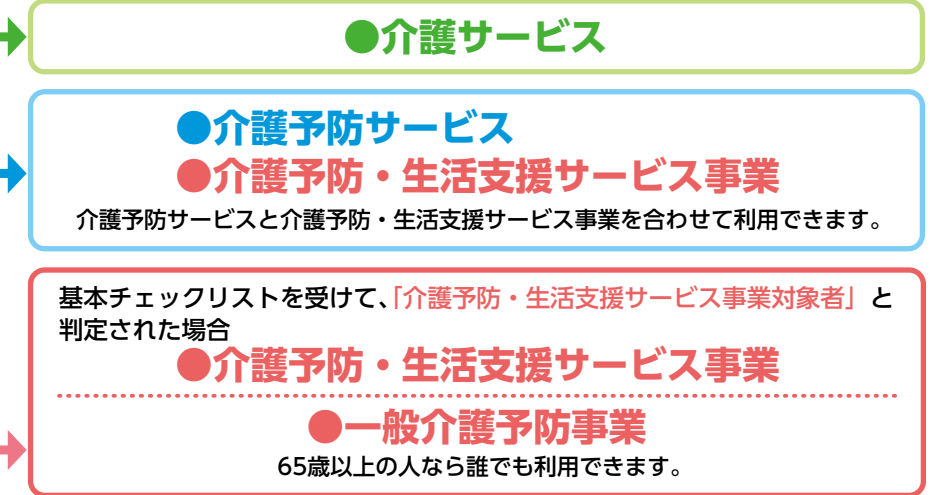 ●介護サービス
●介護予防サービス
●介護予防・生活支援サービス事業
介護予防サービスと介護予防・生活支援サービス事業を合わせて利用できます。
基本チェックリストを受けて、「介護予防・生活支援サービス事業対象者」と
判定された場合
●介護予防・生活支援サービス事業
●一般介護予防事業
65歳以上の人なら誰でも利用できます。